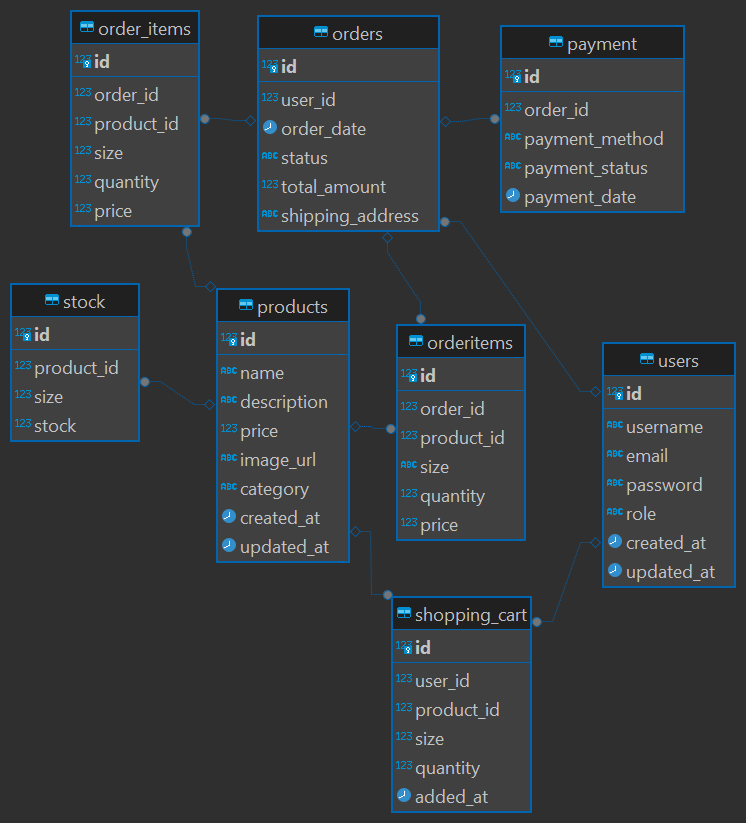 order_items
123 id
123 order_id
123 product_id
123 size
123 quantity
123 price
orders
123 id
123 user_id
order_date
ABC status
123 total_amount
ABC shipping_address
payment
123 id
123 order_id
ABC payment_method
ABC payment_status
payment_date
stock
123 id
123 product_id
123 size
123 stock
products
123 id
ABC name
ABC description
123 price
ABC image_url
ABC category
created_at
updated_at
orderitems
123 id
123 order_id
123 product_id
ABC size
123 quantity
123 price
users
123 id
ABC username
ABC email
ABC password
ABC role
created_at
updated_at
shopping_cart
123 id
123 user_id
123 product_id
123 size
123 quantity
added_at